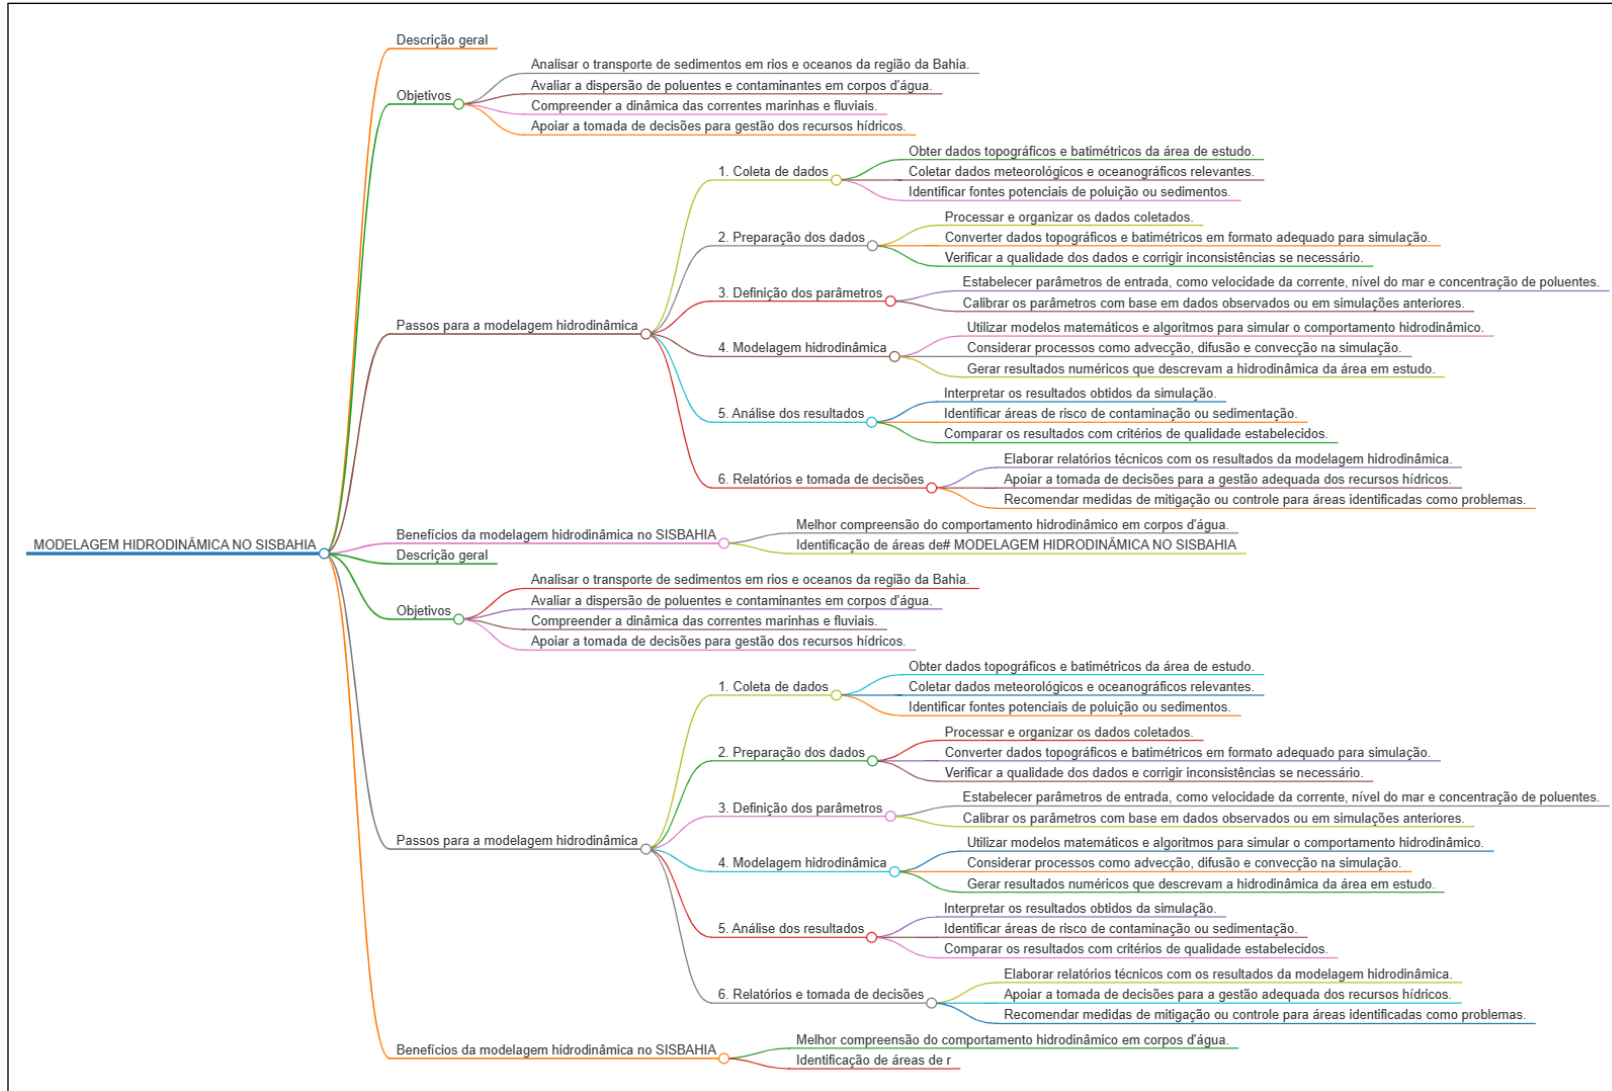 Descrição geral
Analisar o transporte de sedimentos em rios e oceanos da região da Bahia.
Objetivos
Avaliar a dispersão de poluentes e contaminantes em corpos d'água.
Compreender a dinâmica das correntes marinhas e fluviais.
Apoiar a tomada de decisões para gestão dos recursos hídricos.
Passos para a modelagem hidrodinâmica
1. Coleta de dados
Obter dados topográficos e batimétricos da área de estudo.
Coletar dados meteorológicos e oceanográficos relevantes.
Identificar fontes potenciais de poluição ou sedimentos.
2. Preparação dos dados
Processar e organizar os dados coletados.
Converter dados topográficos e batimétricos em formato adequado para simulação.
Verificar a qualidade dos dados e corrigir inconsistências se necessário.
3. Definição dos parâmetros
Estabelecer parâmetros de entrada, como velocidade da corrente, nível do mar e concentração de poluentes.
Calibrar os parâmetros com base em dados observados ou em simulações anteriores.
4. Modelagem hidrodinâmica
Utilizar modelos matemáticos e algoritmos para simular o comportamento hidrodinâmico.
Considerar processos como advecção, difusão e convecção na simulação.
Gerar resultados numéricos que descrevam a hidrodinâmica da área em estudo.
5. Análise dos resultados
Interpretar os resultados obtidos da simulação.
Identificar áreas de risco de contaminação ou sedimentação.
Comparar os resultados com critérios de qualidade estabelecidos.
6. Relatórios e tomada de decisões
Elaborar relatórios técnicos com os resultados da modelagem hidrodinâmica.
Apoiar a tomada de decisões para a gestão adequada dos recursos hídricos.
Recomendar medidas de mitigação ou controle para áreas identificadas como problemas.
MODELAGEM HIDRODINÂMICA NO SISBAHIA
Benefícios da modelagem hidrodinâmica no SISBAHIA
Melhor compreensão do comportamento hidrodinâmico em corpos d'água.
Identificação de áreas de# MODELAGEM HIDRODINÂMICA NO SISBAHIA
Descrição geral
Objetivos
Analisar o transporte de sedimentos em rios e oceanos da região da Bahia.
Avaliar a dispersão de poluentes e contaminantes em corpos d'água.
Compreender a dinâmica das correntes marinhas e fluviais.
Apoiar a tomada de decisões para gestão dos recursos hídricos.
Passos para a modelagem hidrodinâmica
1. Coleta de dados
Obter dados topográficos e batimétricos da área de estudo.
Coletar dados meteorológicos e oceanográficos relevantes.
Identificar fontes potenciais de poluição ou sedimentos.
2. Preparação dos dados
Processar e organizar os dados coletados.
Converter dados topográficos e batimétricos em formato adequado para simulação.
Verificar a qualidade dos dados e corrigir inconsistências se necessário.
3. Definição dos parâmetros
Estabelecer parâmetros de entrada, como velocidade da corrente, nível do mar e concentração de poluentes.
Calibrar os parâmetros com base em dados observados ou em simulações anteriores.
4. Modelagem hidrodinâmica
Utilizar modelos matemáticos e algoritmos para simular o comportamento hidrodinâmico.
Considerar processos como advecção, difusão e convecção na simulação.
Gerar resultados numéricos que descrevam a hidrodinâmica da área em estudo.
5. Análise dos resultados
Interpretar os resultados obtidos da simulação.
Identificar áreas de risco de contaminação ou sedimentação.
Comparar os resultados com critérios de qualidade estabelecidos.
6. Relatórios e tomada de decisões
Elaborar relatórios técnicos com os resultados da modelagem hidrodinâmica.
Apoiar a tomada de decisões para a gestão adequada dos recursos hídricos.
Recomendar medidas de mitigação ou controle para áreas identificadas como problemas.
Benefícios da modelagem hidrodinâmica no SISBAHIA
Melhor compreensão do comportamento hidrodinâmico em corpos d'água.
Identificação de áreas de r